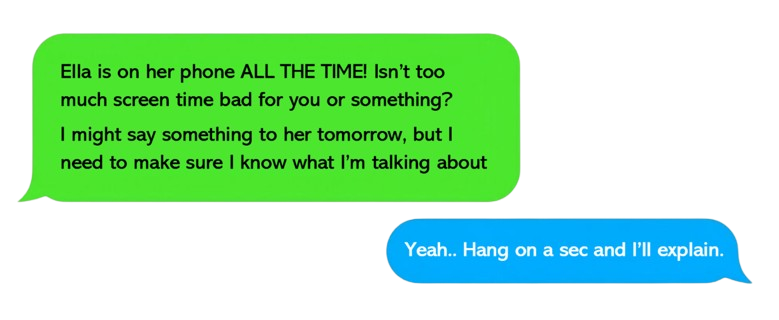 Ella is on her phone ALL THE TIME! Isn’t too
much screen time bad for you or something?
I might say something to her tomorrow, but I
need to make sure I know what I’m talking about
Yeah.. Hang on a sec and I’ll explain.